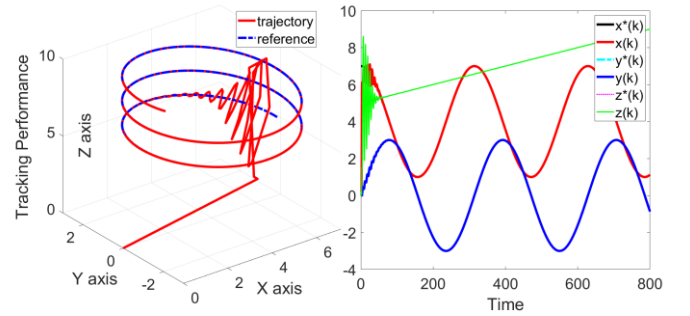 Tracking Performance
Z axis
10
5
0
trajectory
reference
2
0
-2
Y axis
0
2
4
6
X axis
10
8
6
4
2
0
-2
-4
0
200
400
600
800
Time
x*(k)
x(k)
y*(k)
y(k)
z*(k)
z(k)